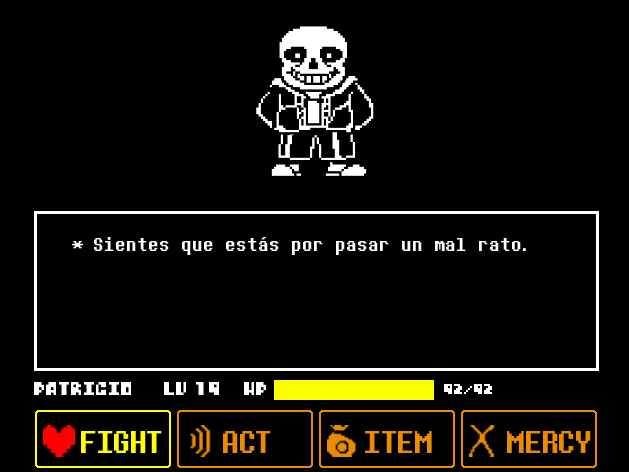 * Sientes que estás por pasar un mal rato.
PATRICIO LV 19 HP 92/92
FIGHT ACT ITEM MERCY